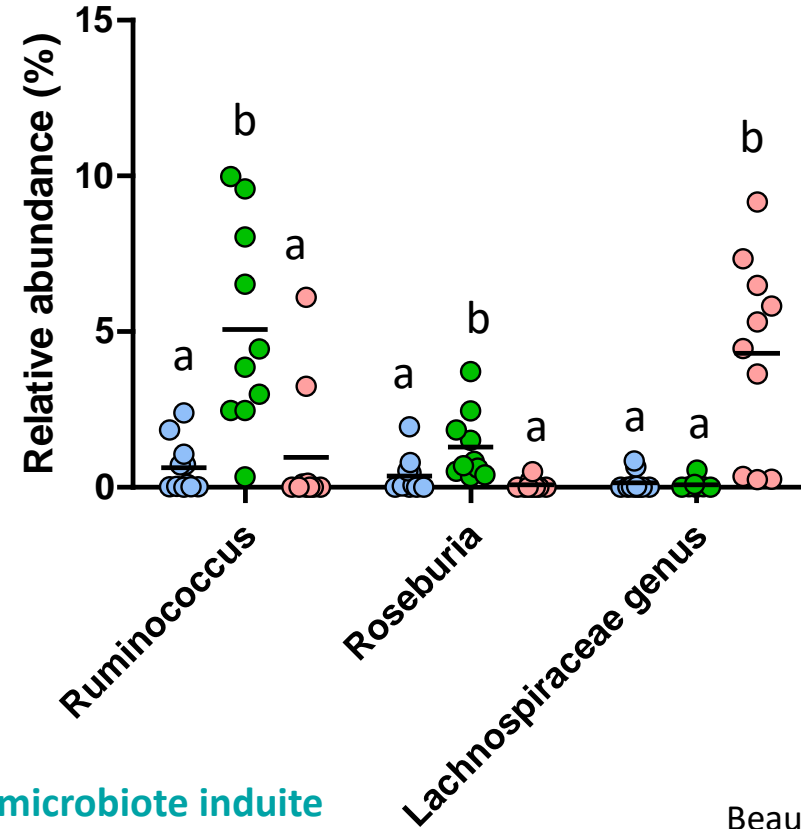 Relative abundance (%)
15
10
5
0
a
b
a
a
b
a
a
a
b
Ruminococcus
Roseburia
Lachnospiraceae genus
microbiote induite
Beau